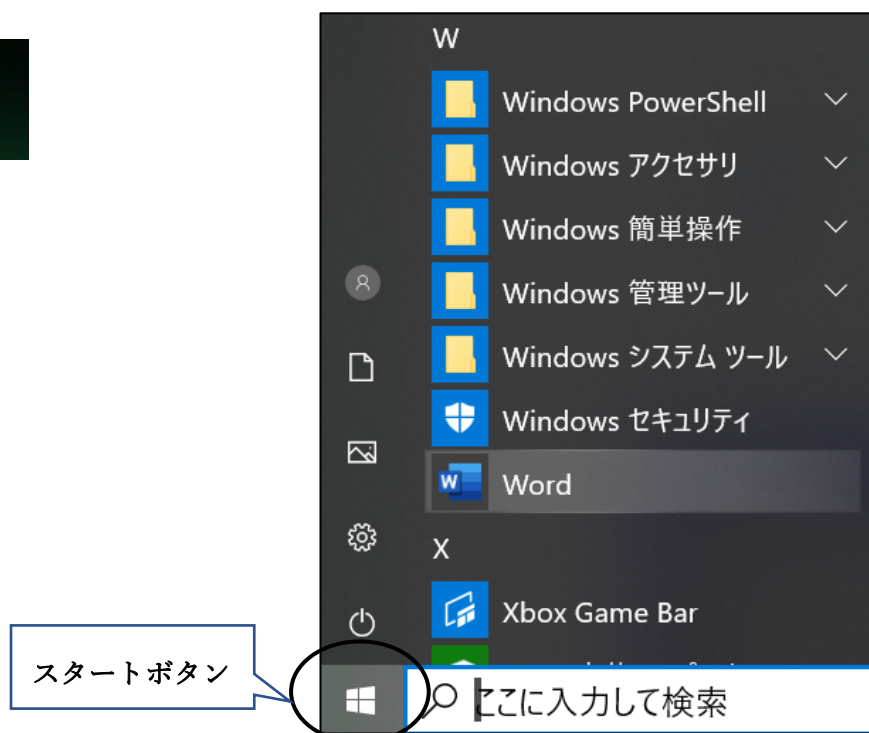 W
Windows PowerShell
Windows アクセサリ
Windows 簡単操作
Windows 管理ツール
Windows システム ツール
Windows セキュリティ
Word
X
Xbox Game Bar
スタートボタン
ここに入力して検索